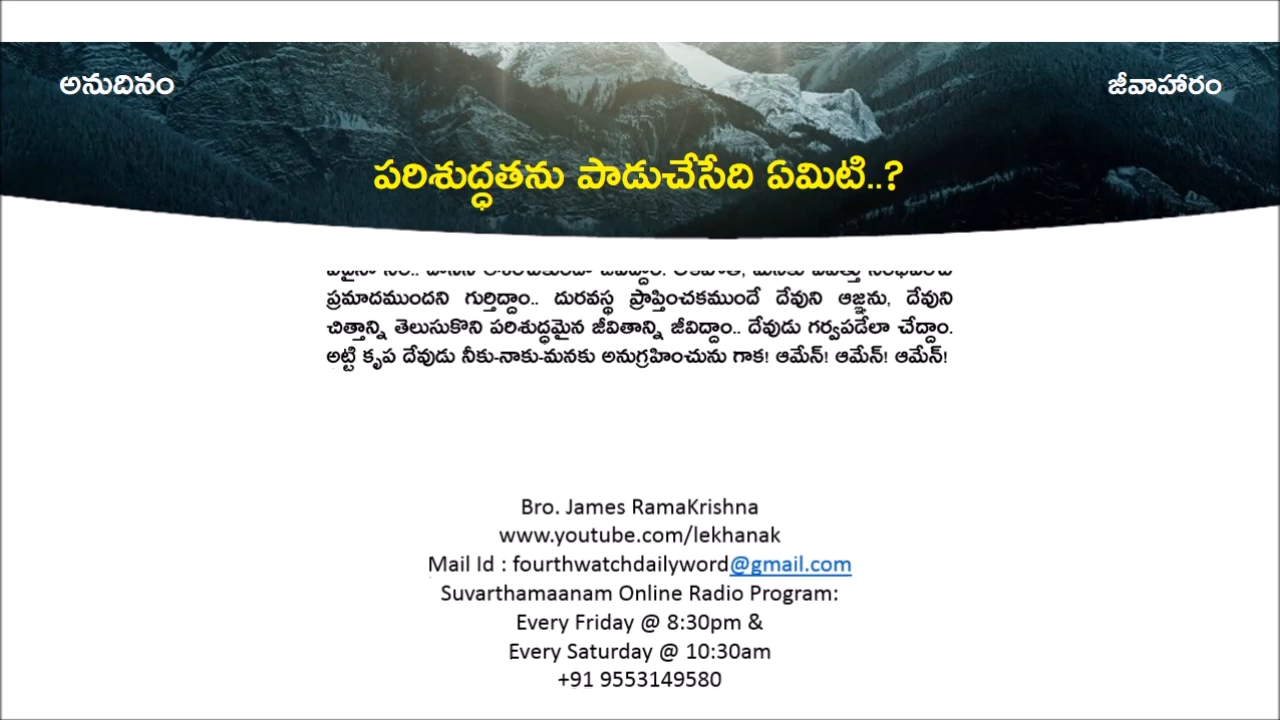 అనుదినం
జీవాహారం
పరిశుద్ధతను పాడుచేసేది ఏమిటి..?
ప్రమాదముందని గుర్తిద్దాం.. దురవస్థ ప్రాప్తించకముందే దేవుని ఆజ్ఞను, దేవుని
చిత్తాన్ని తెలుసుకొని పరిశుద్ధమైన జీవితాన్ని జీవిద్దాం.. దేవుడు గర్వపడేలా చేద్దాం.
అట్టి కృప దేవుడు నీకు-నాకు-మనకు అనుగ్రహించును గాక! ఆమేన్! ఆమేన్! ఆమేన్!
Bro. James RamaKrishna
www.youtube.com/lekhanak
Mail Id : fourthwatchdailyword@gmail.com
Suvarthamaanam Online Radio Program:
Every Friday @ 8:30pm &
Every Saturday @ 10:30am
+91 9553149580